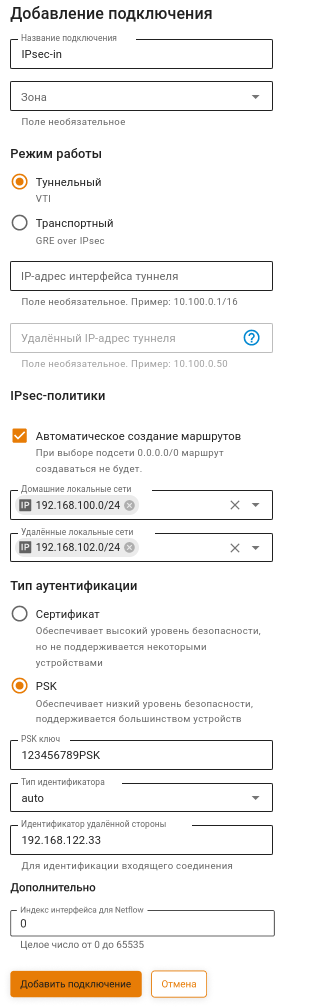 Добавление подключения
Название подключения
IPsec-in
Зона
Поле необязательное
Режим работы
Туннельный
VTI
Транспортный
GRE over IPsec
IP-адрес интерфейса туннеля
Поле необязательное. Пример: 10.100.0.1/16
Удалённый IP-адрес туннеля
Поле необязательное. Пример: 10.100.0.50
IPsec-политики
Автоматическое создание маршрутов
При выборе подсети 0.0.0.0/0 маршрут
создаваться не будет.
Домашние локальные сети
IP 192.168.100.0/24
Удалённые локальные сети
IP 192.168.102.0/24
Тип аутентификации
Сертификат
Обеспечивает высокий уровень безопасности,
но не поддерживается некоторыми
устройствами
PSK
Обеспечивает низкий уровень безопасности,
поддерживается большинством устройств
PSK ключ
123456789PSK
Тип идентификатора
auto
Идентификатор удалённой стороны
192.168.122.33
Для идентификации входящего соединения
Дополнительно
Индекс интерфейса для Netflow
0
Целое число от 0 до 65535
Добавить подключение
Отмена